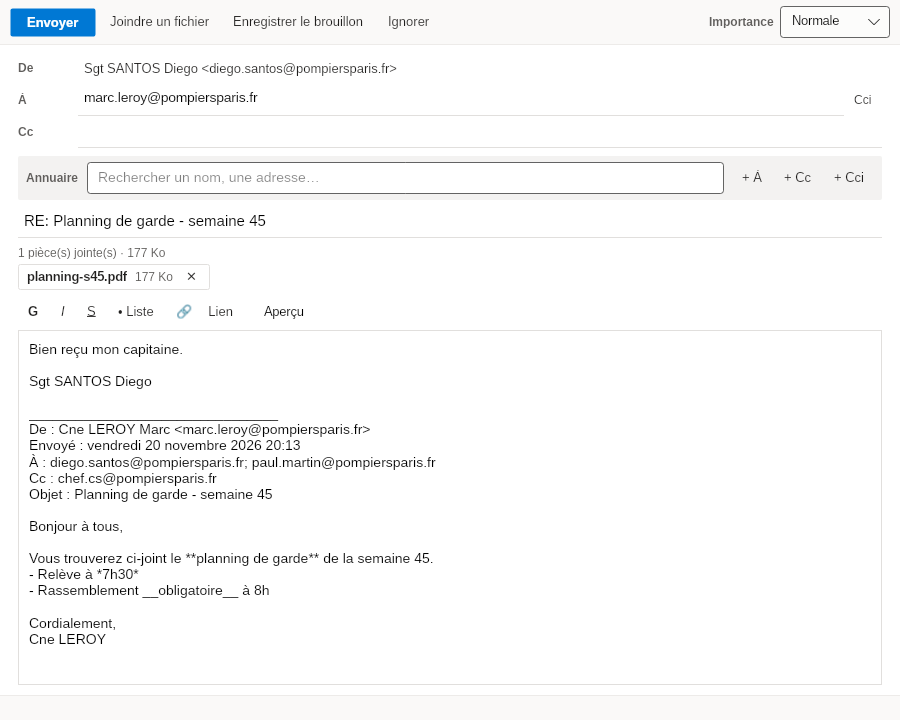 Envoyer Joindre un fichier Enregistrer le brouillon Ignorer Importance Normale
De Sgt SANTOS Diego <diego.santos@pompiersparis.fr>
À marc.leroy@pompiersparis.fr Cci
Cc
Annuaire Rechercher un nom, une adresse… + À + Cc + Cci
RE: Planning de garde - semaine 45
1 pièce(s) jointe(s) · 177 Ko
planning-s45.pdf 177 Ko ✕
G I S • Liste 🔗 Lien Aperçu
Bien reçu mon capitaine.
Sgt SANTOS Diego
________________________________
De : Cne LEROY Marc <marc.leroy@pompiersparis.fr>
Envoyé : vendredi 20 novembre 2026 20:13
À : diego.santos@pompiersparis.fr; paul.martin@pompiersparis.fr
Cc : chef.cs@pompiersparis.fr
Objet : Planning de garde - semaine 45
Bonjour à tous,
Vous trouverez ci-joint le **planning de garde** de la semaine 45.
- Relève à *7h30*
- Rassemblement __obligatoire__ à 8h
Cordialement,
Cne LEROY